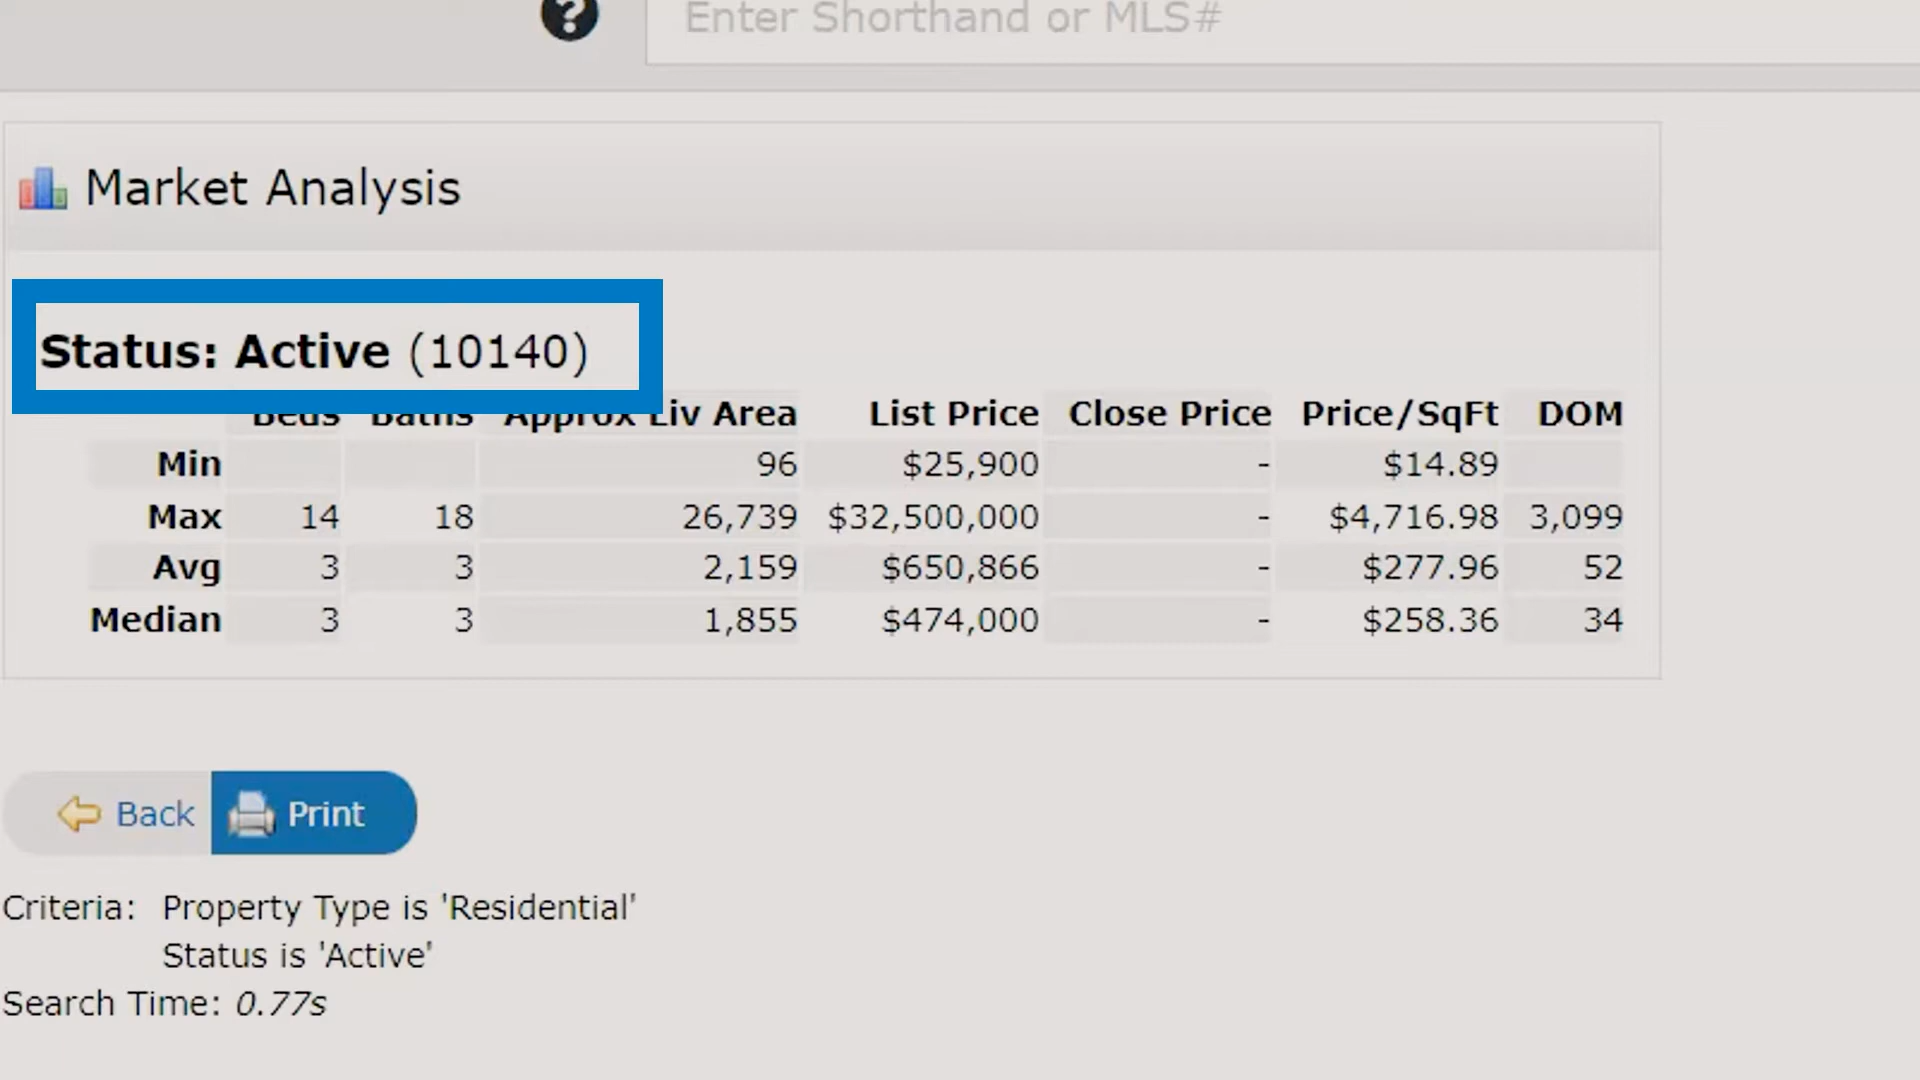 Enter Shorthand or MLS#
Market Analysis
Status: Active (10140)
Beds Baths Approx Liv Area List Price Close Price Price/SqFt DOM
Min 96 $25,900 - $14.89
Max 14 18 26,739 $32,500,000 - $4,716.98 3,099
Avg 3 3 2,159 $650,866 - $277.96 52
Median 3 3 1,855 $474,000 - $258.36 34
Back Print
Criteria: Property Type is 'Residential'
Status is 'Active'
Search Time: 0.77s